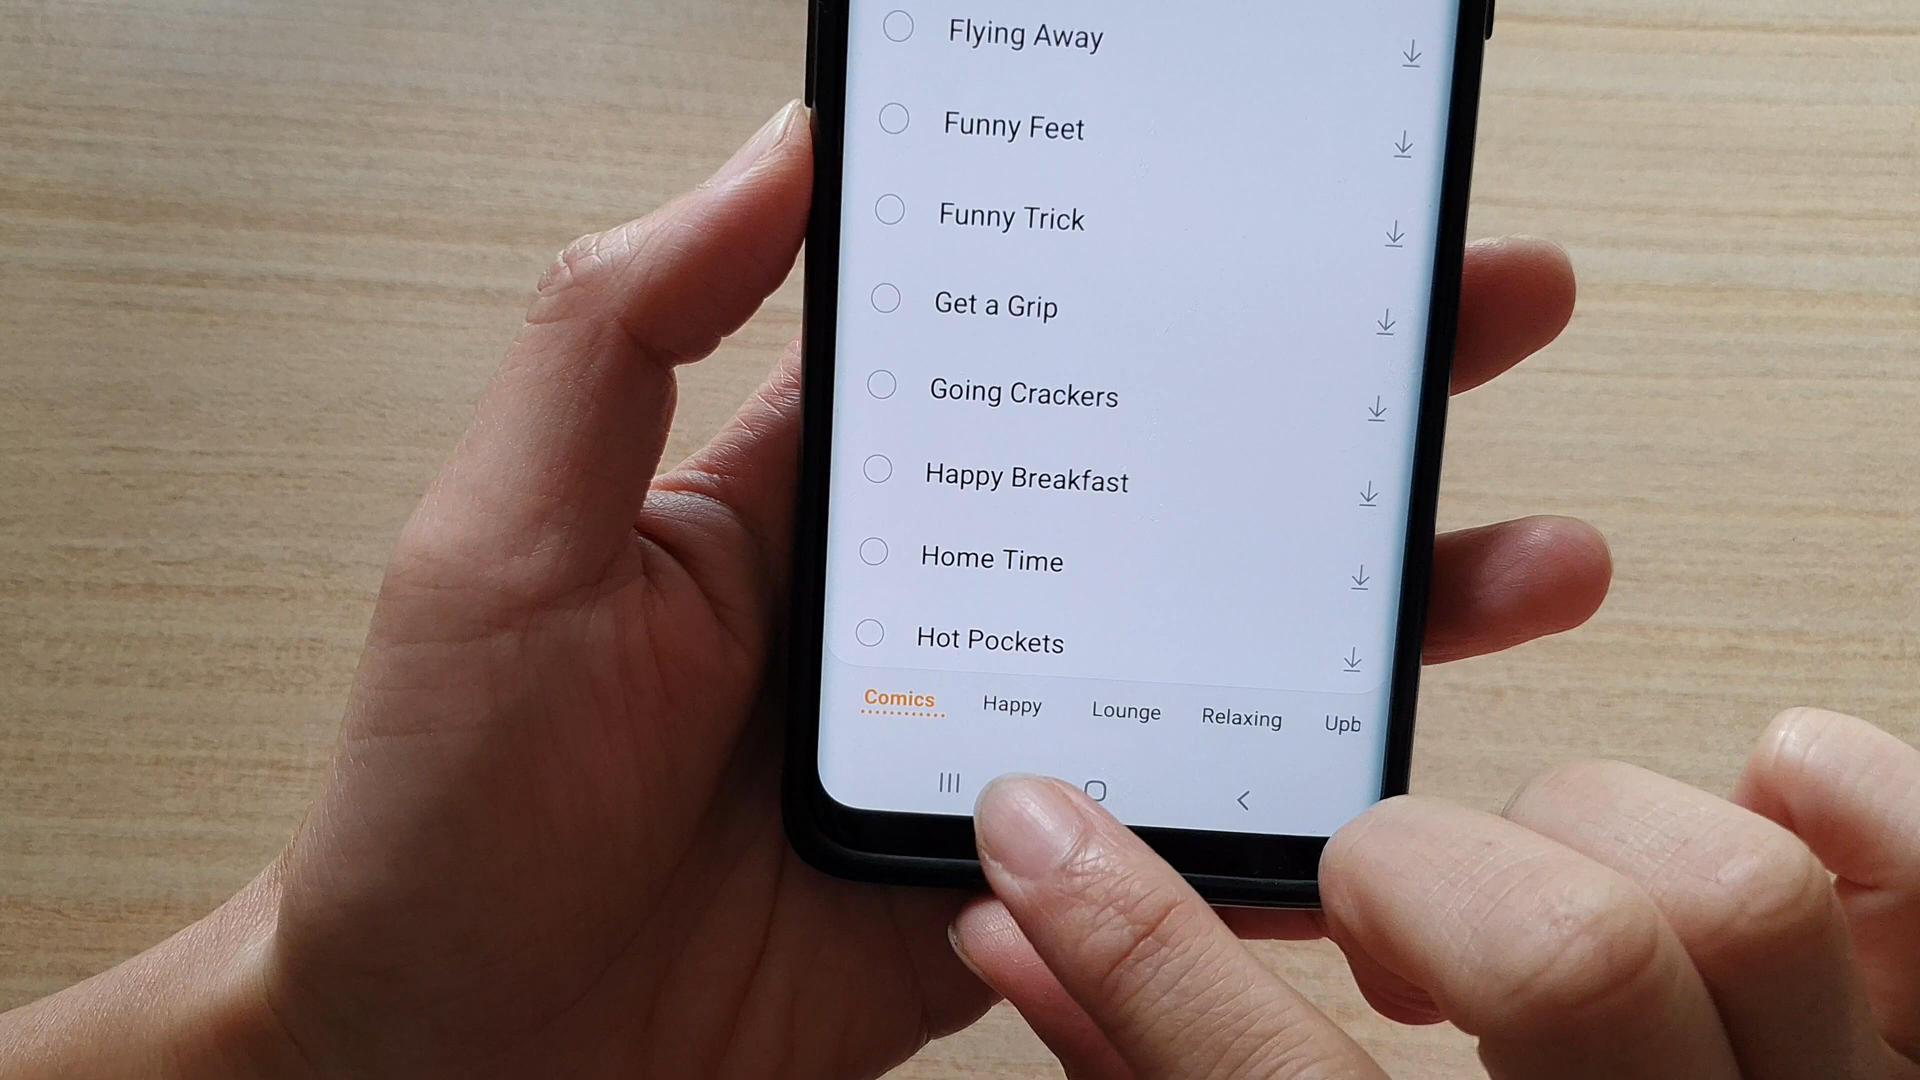 Flying Away
Funny Feet
Funny Trick
Get a Grip
Going Crackers
Happy Breakfast
Home Time
Hot Pockets
Comics Happy Lounge Relaxing Upb